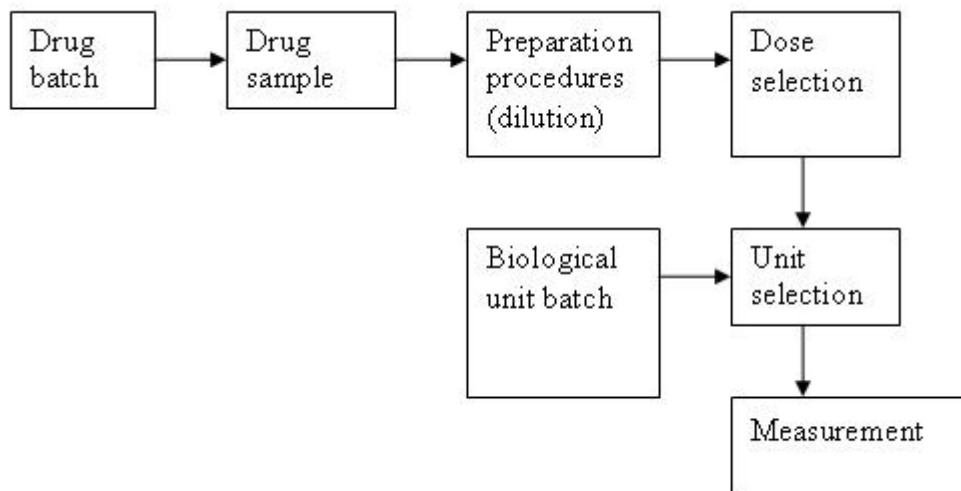 Drug
batch
Drug
sample
Preparation
procedures
(dilution)
Dose
selection
Biological
unit batch
Unit
selection
Measurement